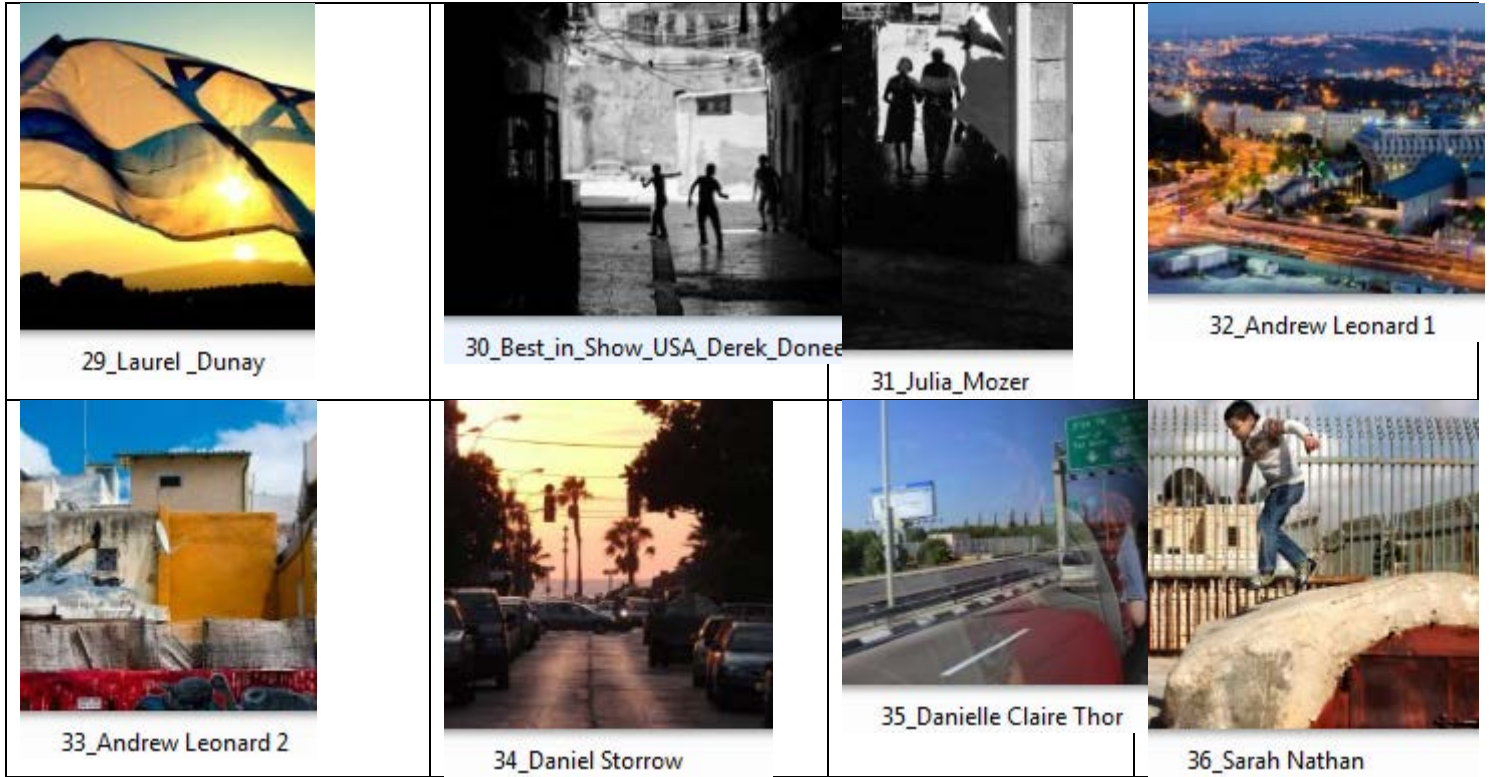 29_Laurel _Dunay
30_Best_in_Show_USA_Derek_Donee
31_Julia_Mozer
32_Andrew Leonard 1
33_Andrew Leonard 2
34_Daniel Storrow
35_Danielle Claire Thor
36_Sarah Nathan